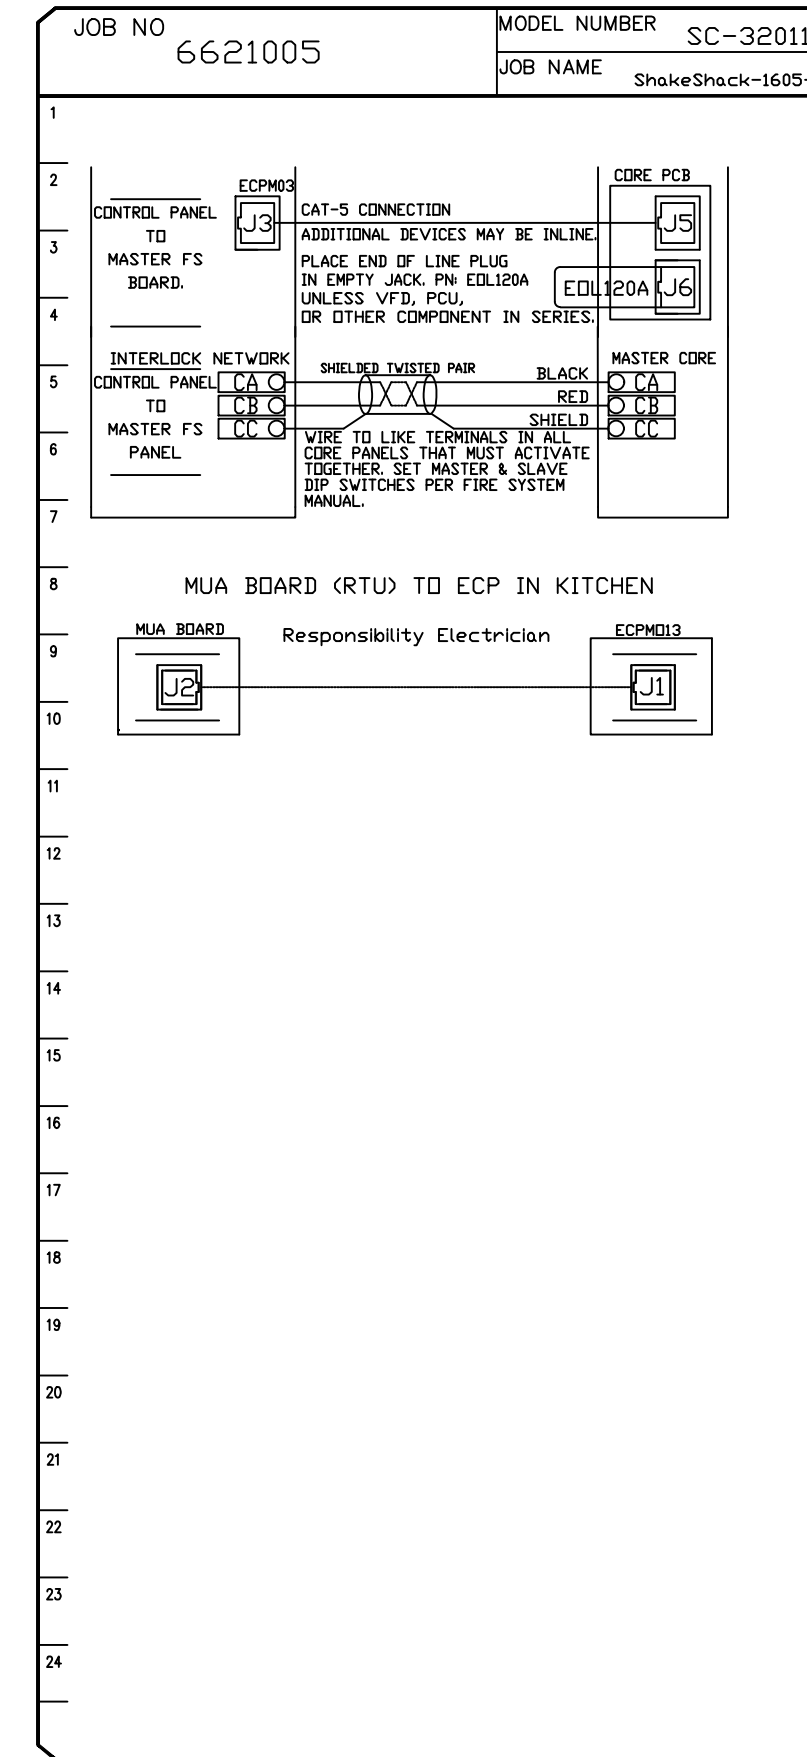 JOB NO
6621005
MODEL NUMBER
SC-32011
JOB NAME
ShakeShack-1605-
1
2
3
4
5
6
7
8
9
10
11
12
13
14
15
16
17
18
19
20
21
22
23
24
ECPM03
CORE PCB
CONTROL PANEL
TO
MASTER FS
BOARD.
J3
CAT-5 CONNECTION
ADDITIONAL DEVICES MAY BE INLINE.
PLACE END OF LINE PLUG
IN EMPTY JACK. PN: EOL120A
UNLESS VFD, PCU,
OR OTHER COMPONENT IN SERIES.
J5
EOL120A
J6
INTERLOCK NETWORK
CONTROL PANEL
TO
MASTER FS
PANEL
CA
CB
CC
SHIELDED TWISTED PAIR
BLACK
RED
SHIELD
MASTER CORE
CA
CB
CC
WIRE TO LIKE TERMINALS IN ALL
CORE PANELS THAT MUST ACTIVATE
TOGETHER. SET MASTER & SLAVE
DIP SWITCHES PER FIRE SYSTEM
MANUAL.
MUA BOARD (RTU) TO ECP IN KITCHEN
MUA BOARD
Responsibility Electrician
ECPM013
J2
J1